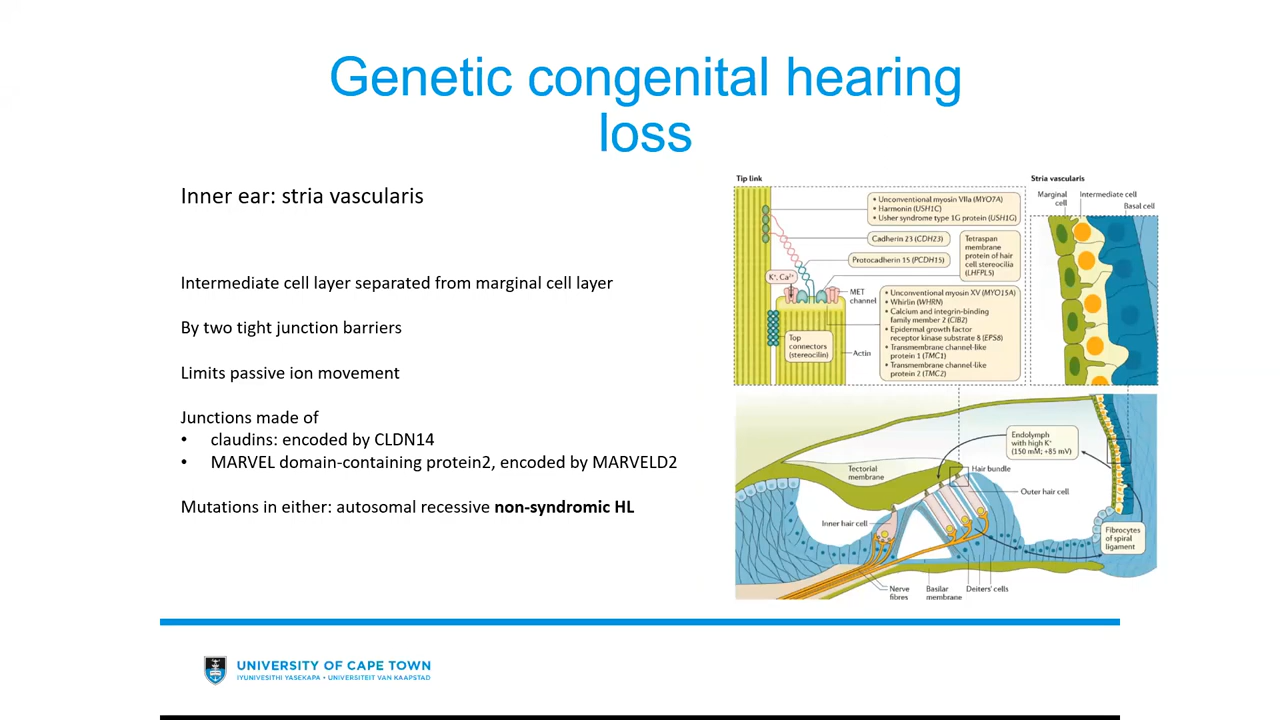 Genetic congenital hearing
loss
Inner ear: stria vascularis
Intermediate cell layer separated from marginal cell layer
By two tight junction barriers
Limits passive ion movement
Junctions made of
• claudins: encoded by CLDN14
• MARVEL domain-containing protein2, encoded by MARVELD2
Mutations in either: autosomal recessive non-syndromic HL
Tip link
• Unconventional myosin VIIa (MYO7A)
• Harmonin (USH1C)
• Usher syndrome type 1G protein (USH1G)
Cadherin 23 (CDH23)
Protocadherin 15 (PCDH15)
Tetraspan
membrane
protein of hair
cell stereocilia
(LHFPL5)
K⁺, Ca²⁺
MET
channel
• Unconventional myosin XV (MYO15A)
• Whirlin (WHRN)
• Calcium and integrin-binding
family member 2 (CIB2)
• Epidermal growth factor
receptor kinase substrate 8 (EPS8)
• Transmembrane channel-like
protein 1 (TMC1)
• Transmembrane channel-like
protein 2 (TMC2)
Top
connectors
(stereocilin)
Actin
Stria vascularis
Marginal
cell
Intermediate cell
Basal cell
Endolymph
with high K⁺
(150 mM; +85 mV)
Tectorial
membrane
Hair bundle
Outer hair cell
Inner hair cell
Fibrocytes
of spiral
ligament
Nerve
fibres
Basilar
membrane
Deiters' cells
UNIVERSITY OF CAPE TOWN
IYUNIVESITHI YASEKAPA • UNIVERSITEIT VAN KAAPSTAD